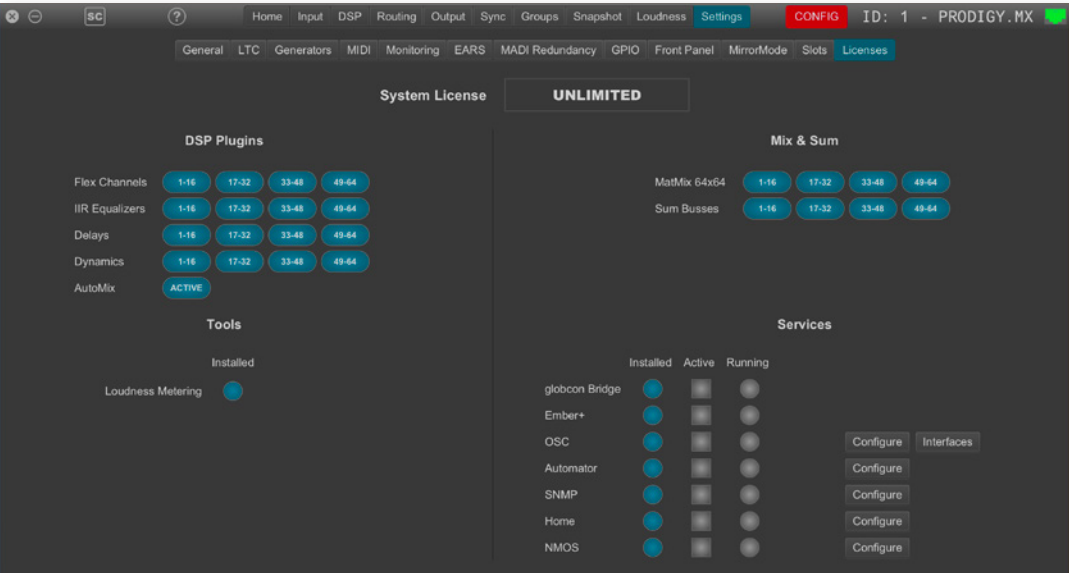 SC ? Home Input DSP Routing Output Sync Groups Snapshot Loudness Settings CONFIG ID: 1 - PRODIGY.MX
General LTC Generators MIDI Monitoring EARS MADI Redundancy GPIO Front Panel MirrorMode Slots Licenses
System License UNLIMITED
DSP Plugins
Flex Channels 1-16 17-32 33-48 49-64
IIR Equalizers 1-16 17-32 33-48 49-64
Delays 1-16 17-32 33-48 49-64
Dynamics 1-16 17-32 33-48 49-64
AutoMix ACTIVE
Mix & Sum
MatMix 64x64 1-16 17-32 33-48 49-64
Sum Busses 1-16 17-32 33-48 49-64
Tools
Installed
Loudness Metering
Services
Installed Active Running
globcon Bridge
Ember+
OSC Configure Interfaces
Automator Configure
SNMP Configure
Home Configure
NMOS Configure